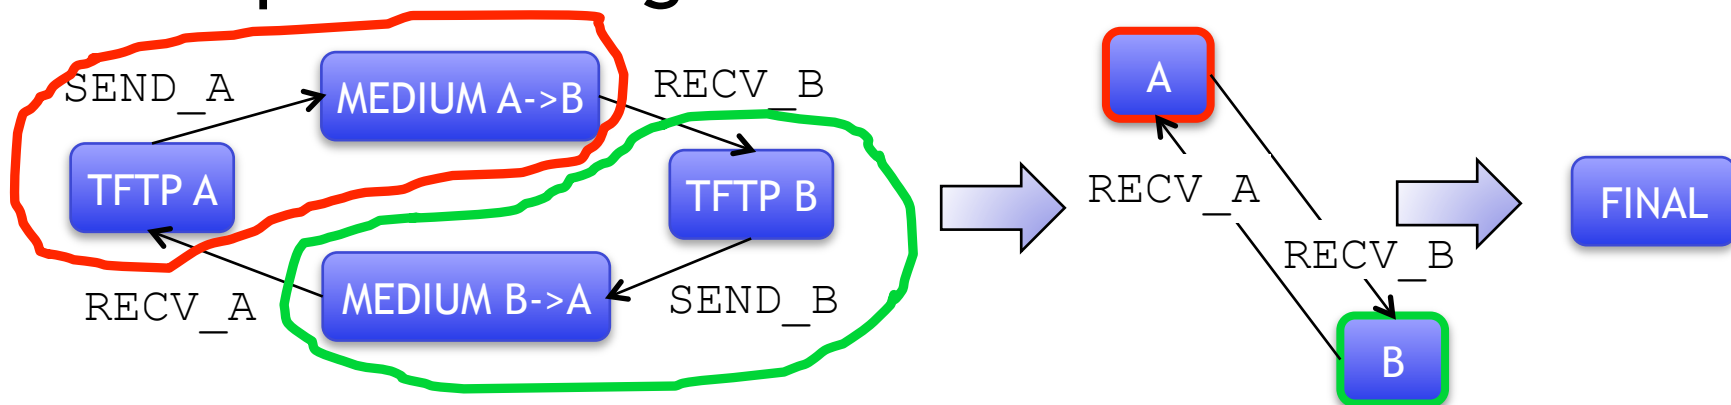 SEND_A
MEDIUM A->B
RECV_B
TFTP A
TFTP B
RECV_A
MEDIUM B->A
SEND_B
A
RECV_A
RECV_B
B
FINAL